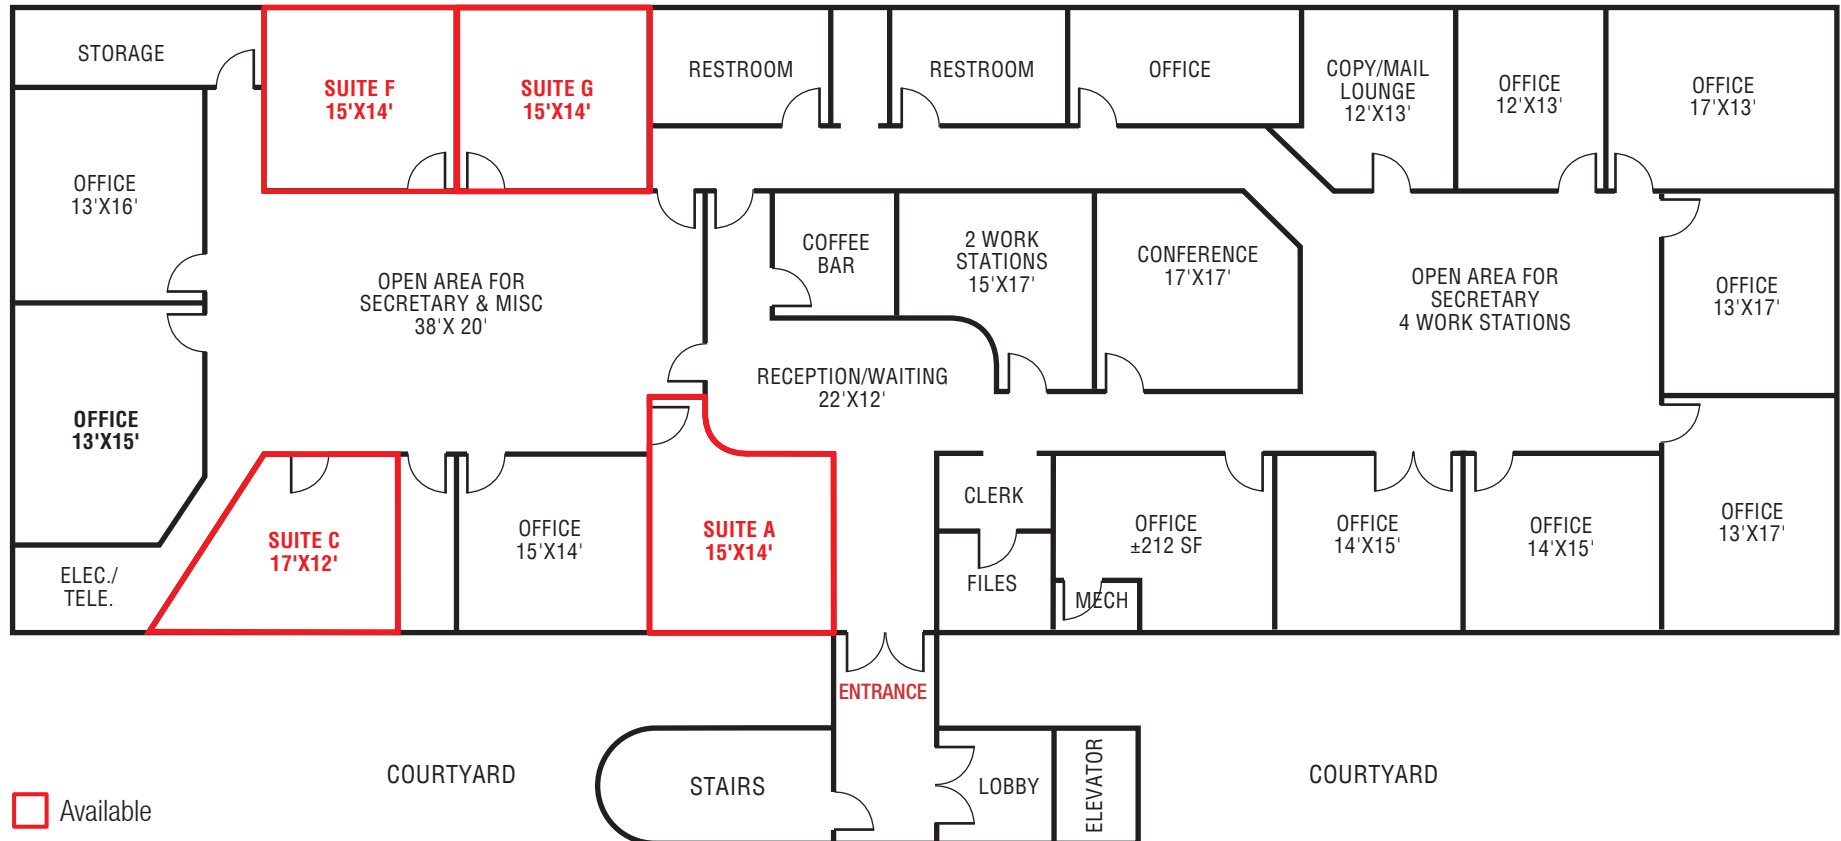 STORAGE
SUITE F
15'X14'
SUITE G
15'X14'
RESTROOM
RESTROOM
OFFICE
COPY/MAIL
LOUNGE
12'X13'
OFFICE
12'X13'
OFFICE
17'X13'
OFFICE
13'X16'
OPEN AREA FOR
SECRETARY & MISC
38'X 20'
COFFEE
BAR
2 WORK
STATIONS
15'X17'
CONFERENCE
17'X17'
OPEN AREA FOR
SECRETARY
4 WORK STATIONS
OFFICE
13'X17'
RECEPTION/WAITING
22'X12'
OFFICE
13'X15'
SUITE C
17'X12'
OFFICE
15'X14'
SUITE A
15'X14'
CLERK
FILES
OFFICE
±212 SF
MECH
OFFICE
14'X15'
OFFICE
14'X15'
OFFICE
13'X17'
ELEC./
TELE.
ENTRANCE
COURTYARD
STAIRS
LOBBY
ELEVATOR
COURTYARD
Available